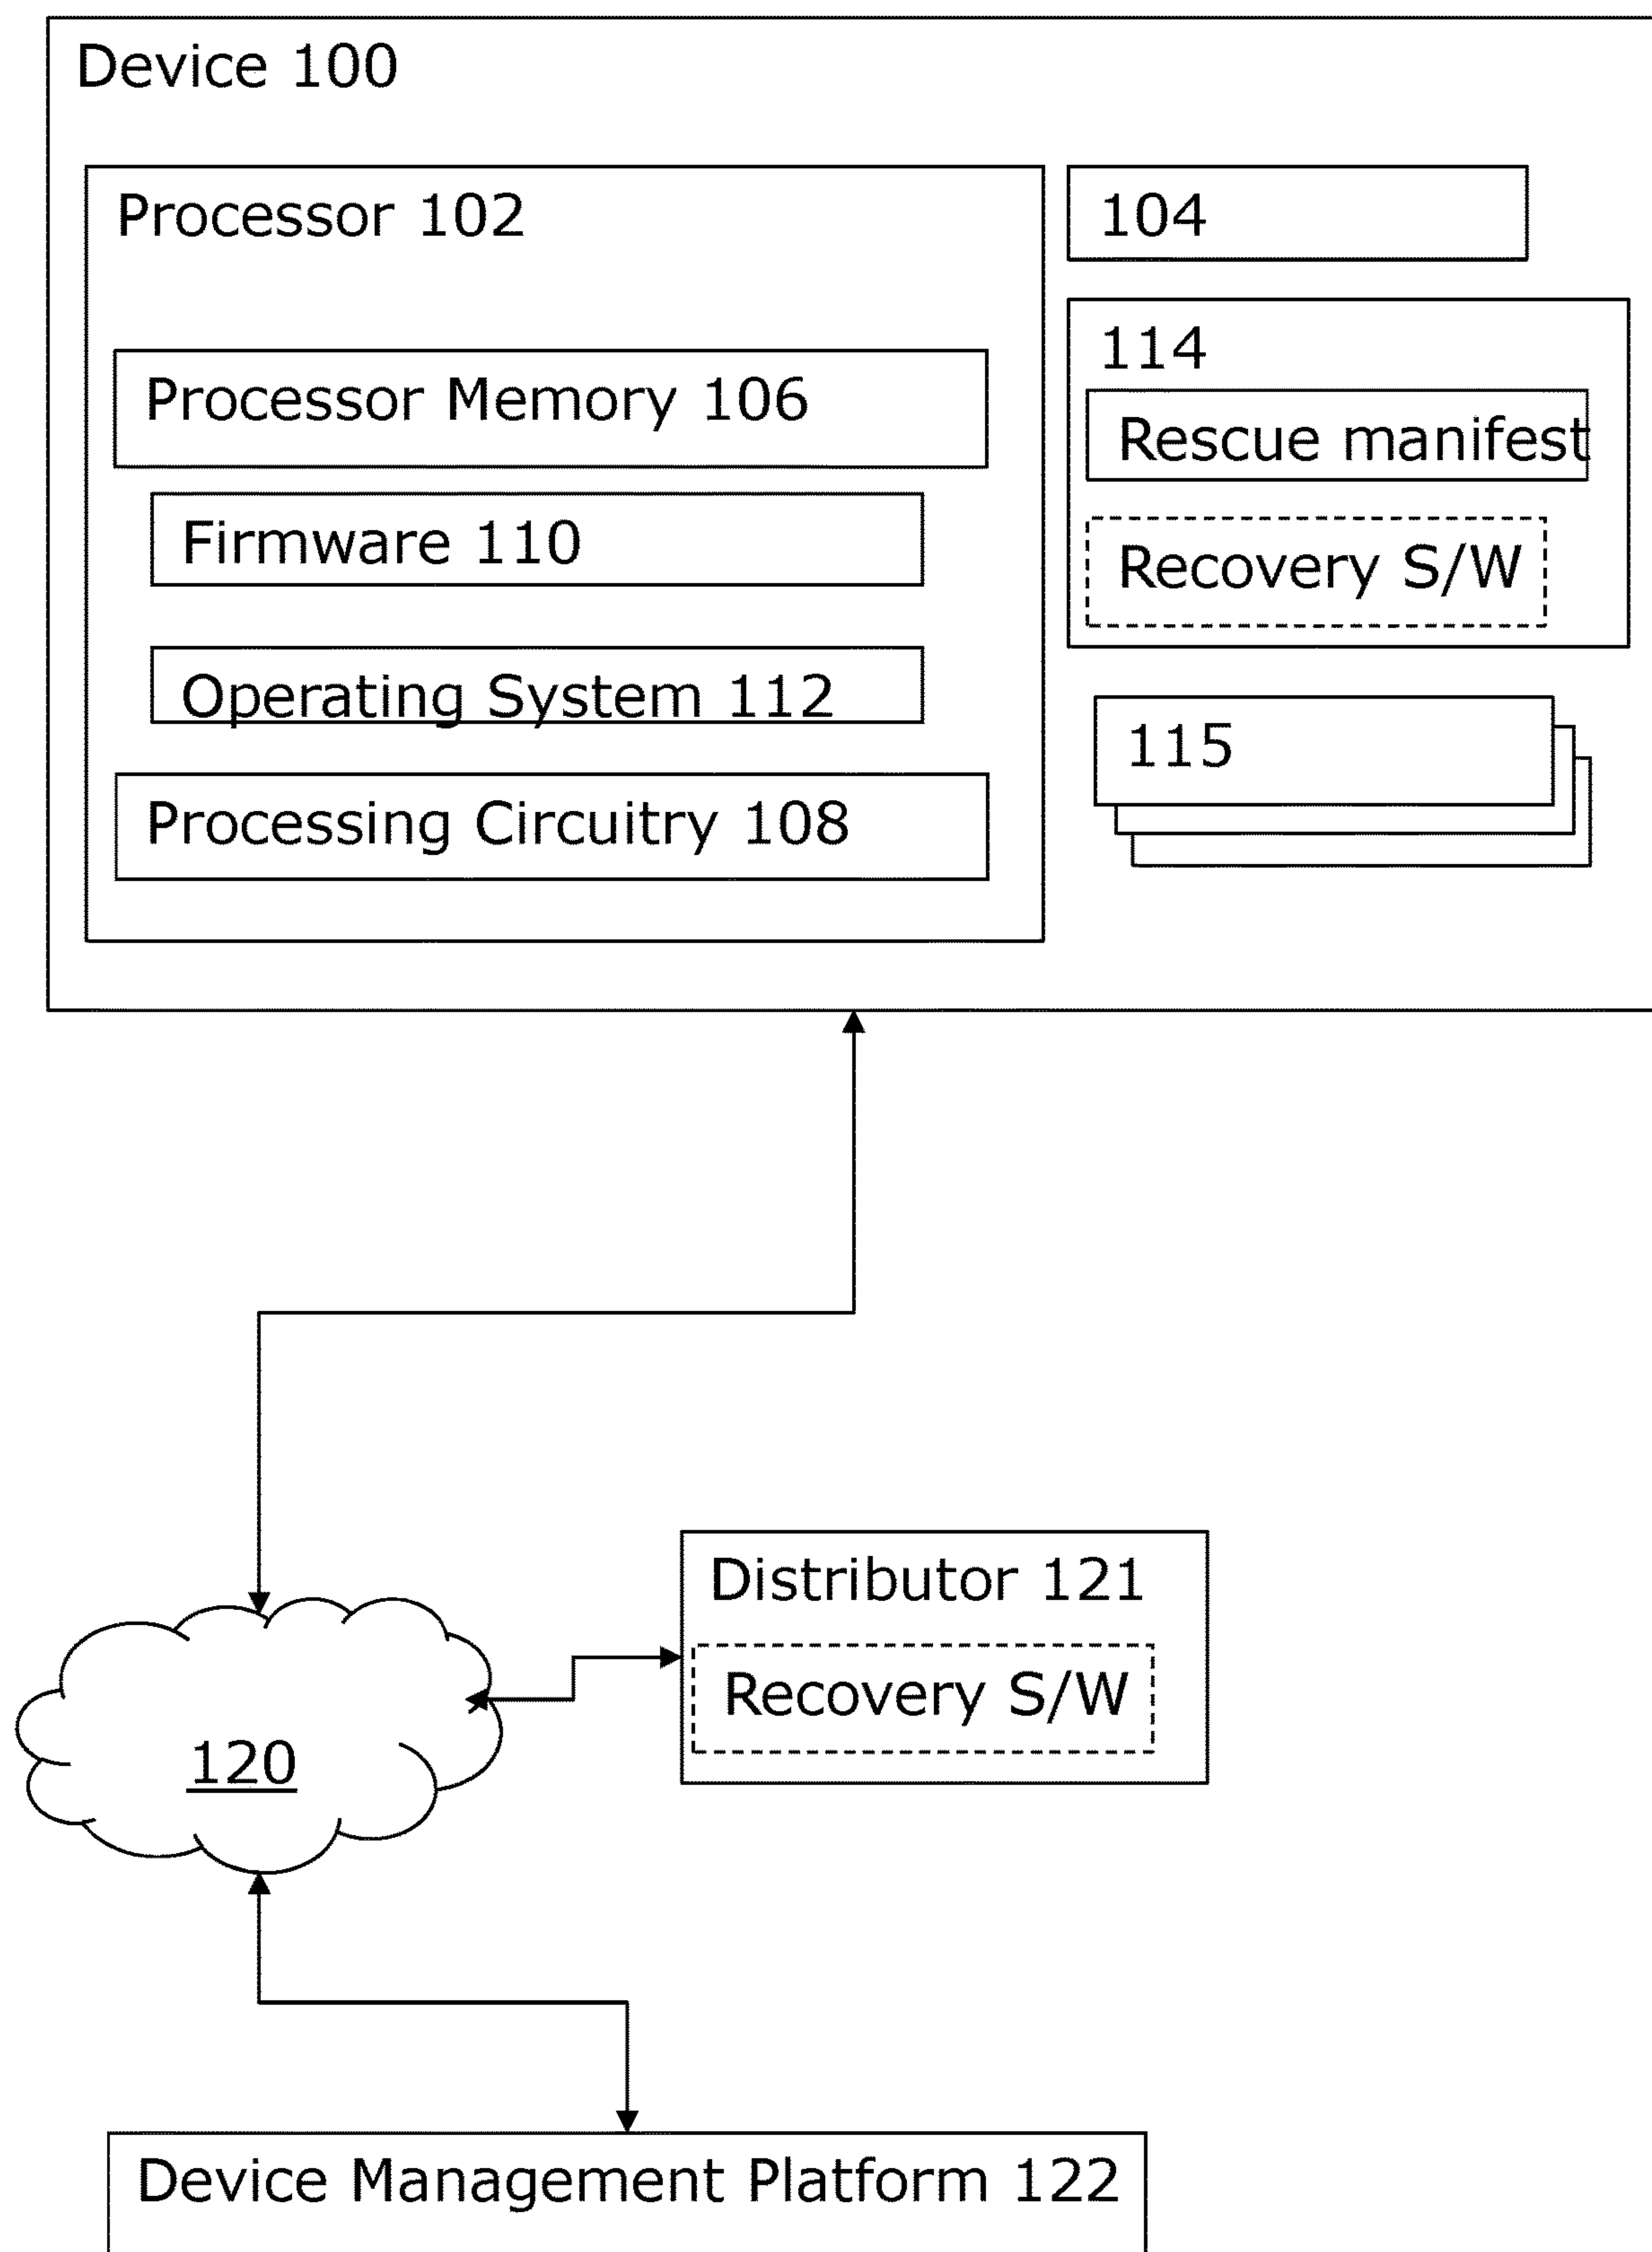 Device 100
Processor 102
Processor Memory 106
Firmware 110
Operating System 112
Processing Circuitry 108
104
114
Rescue manifest
Recovery S/W
115
Distributor 121
Recovery S/W
120
Device Management Platform 122